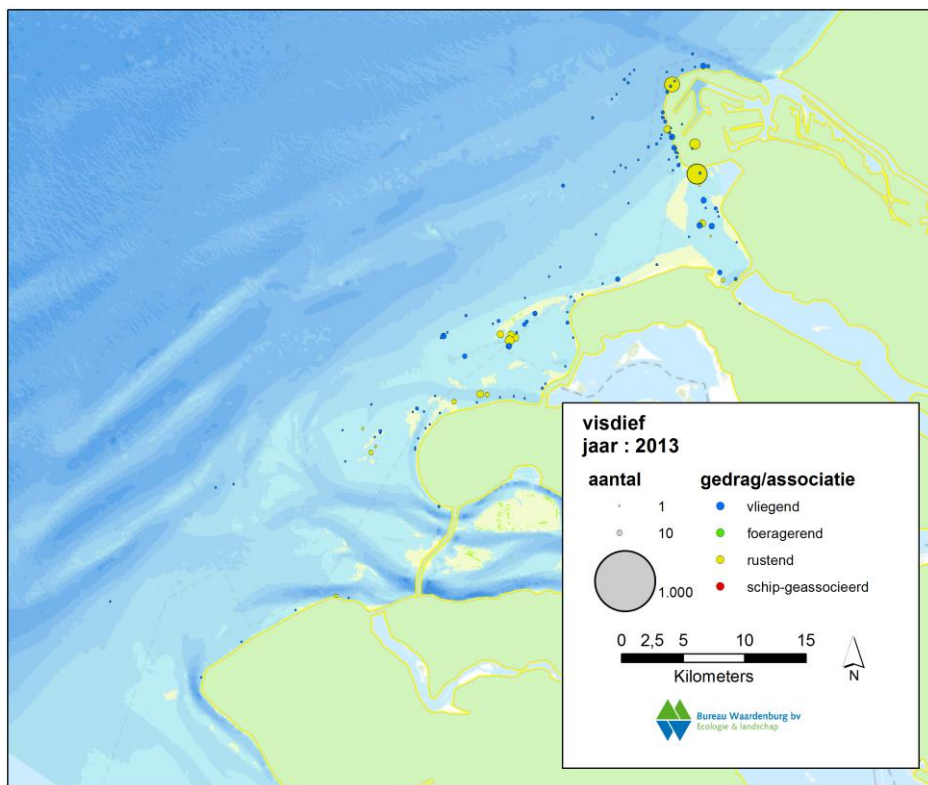 visdief
jaar : 2013
aantal
1
10
1.000
gedrag/associatie
vliegend
foeragerend
rustend
schip-geassocieerd
0 2,5 5 10 15
Kilometers
N
Bureau Waardenburg bv
Ecologie & landschap